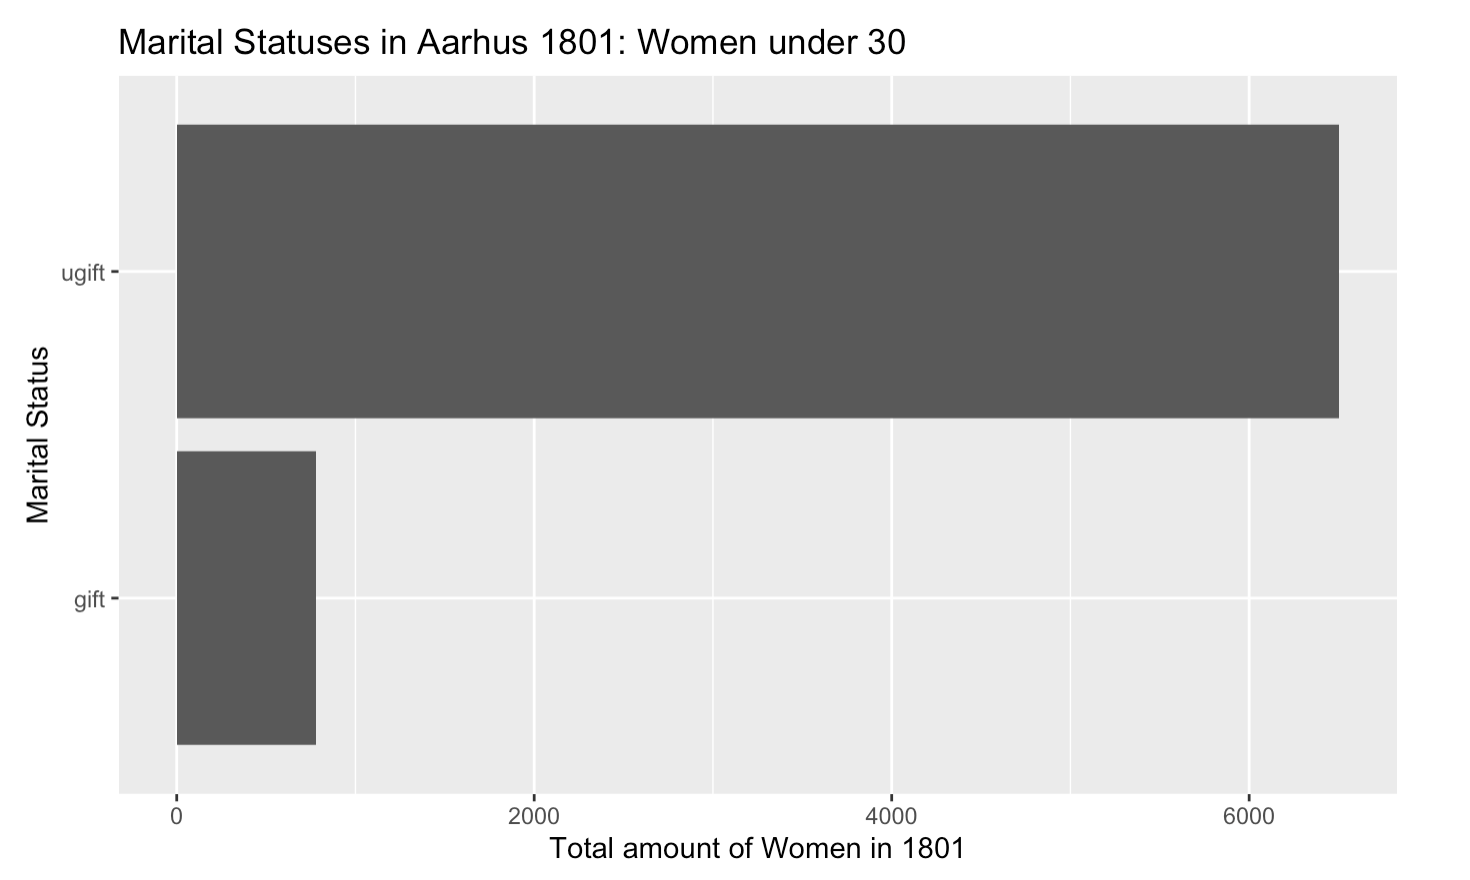 Marital Statuses in Aarhus 1801: Women under 30
ugift
gift
Marital Status
0
2000
4000
6000
Total amount of Women in 1801